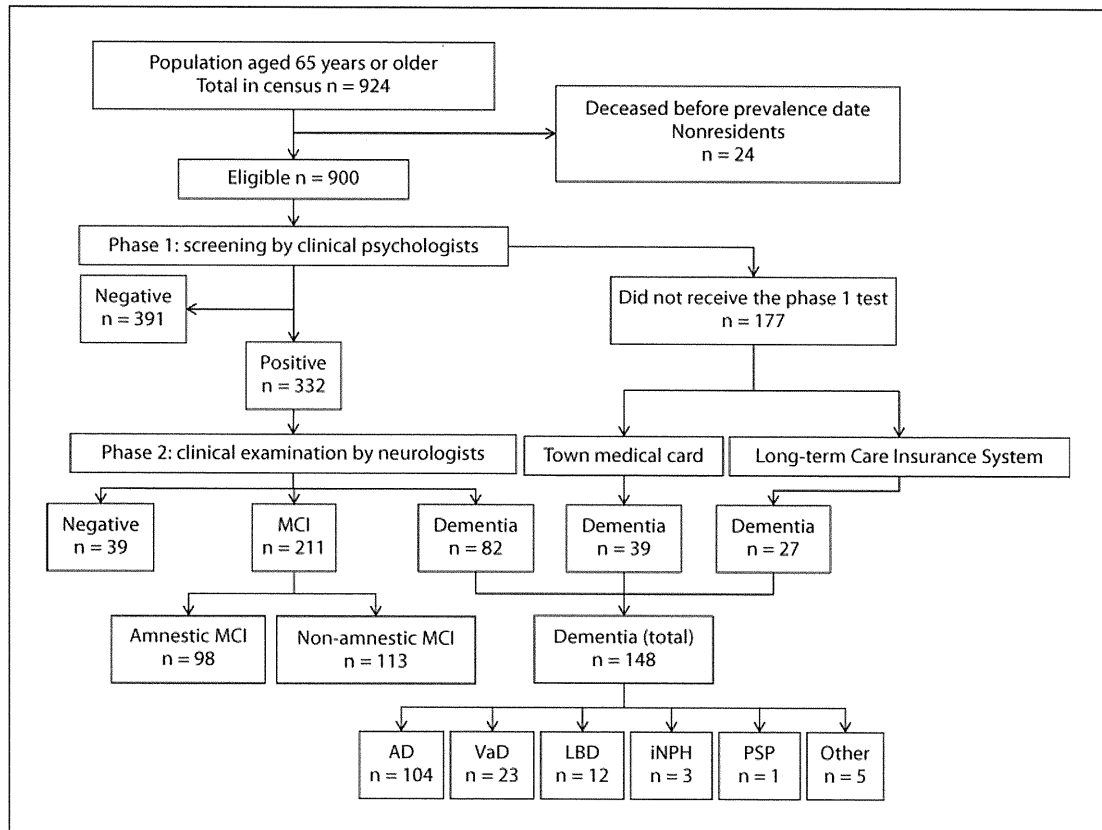 Population aged 65 years or older
Total in census n = 924
Deceased before prevalence date
Nonresidents
n = 24
Eligible n = 900
Phase 1: screening by clinical psychologists
Negative
n = 391
Did not receive the phase 1 test
n = 177
Positive
n = 332
Phase 2: clinical examination by neurologists
Town medical card
Long-term Care Insurance System
Negative
n = 39
MCI
n = 211
Dementia
n = 82
Dementia
n = 39
Dementia
n = 27
Amnestic MCI
n = 98
Non-amnestic MCI
n = 113
Dementia (total)
n = 148
AD
n = 104
VaD
n = 23
LBD
n = 12
iNPH
n = 3
PSP
n = 1
Other
n = 5